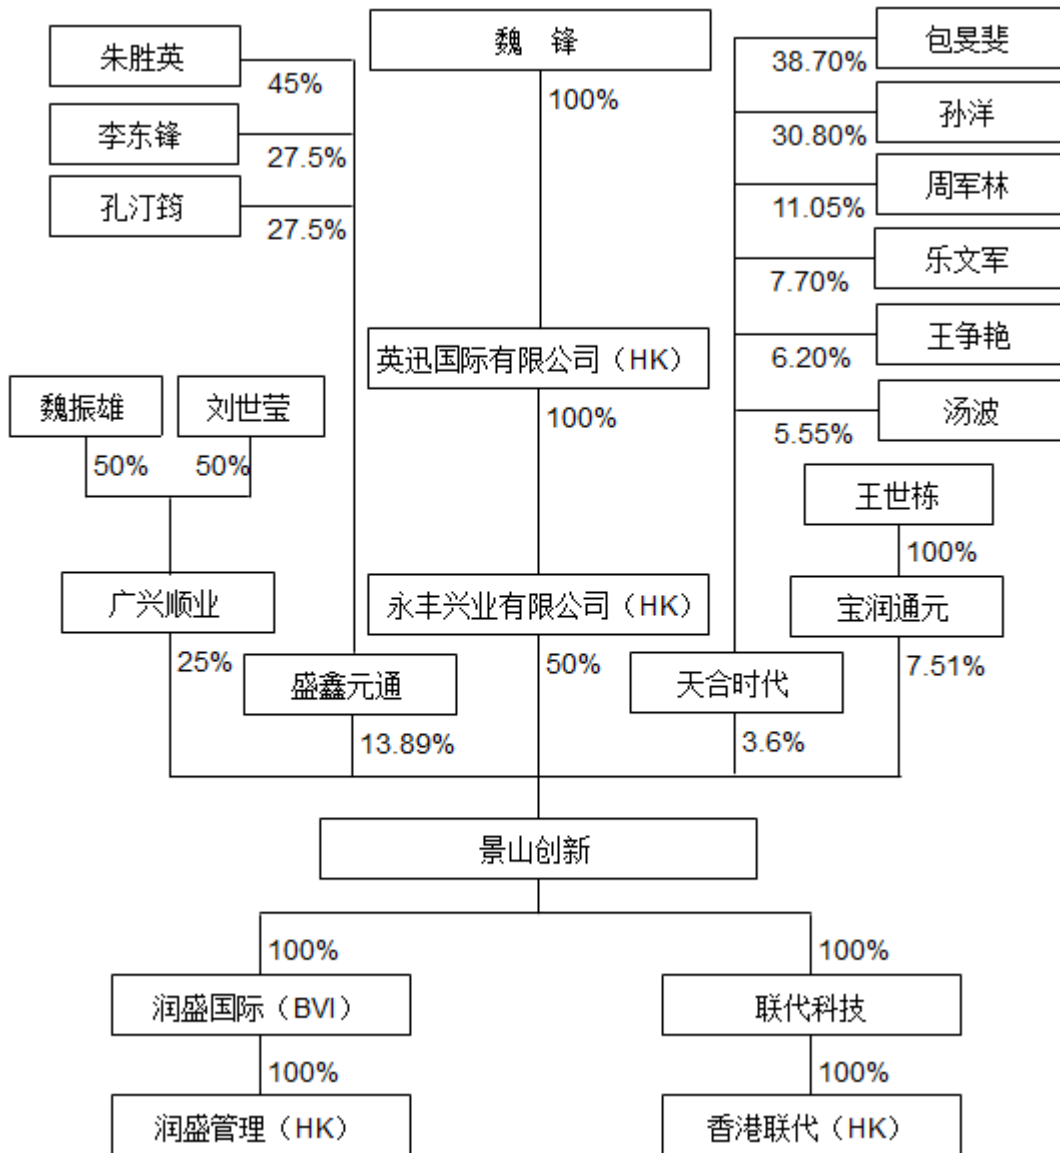 魏 锋
100%
朱胜英
45%
李东锋
27.5%
孔汀筠
27.5%
包旻斐
38.70%
孙洋
30.80%
周军林
11.05%
乐文军
7.70%
王争艳
6.20%
汤波
5.55%
英迅国际有限公司（HK）
100%
魏振雄
50%
刘世莹
50%
王世栋
100%
广兴顺业
25%
永丰兴业有限公司（HK）
50%
宝润通元
7.51%
盛鑫元通
13.89%
天合时代
3.6%
景山创新
100%
100%
润盛国际（BVI）
联代科技
100%
100%
润盛管理（HK）
香港联代（HK）